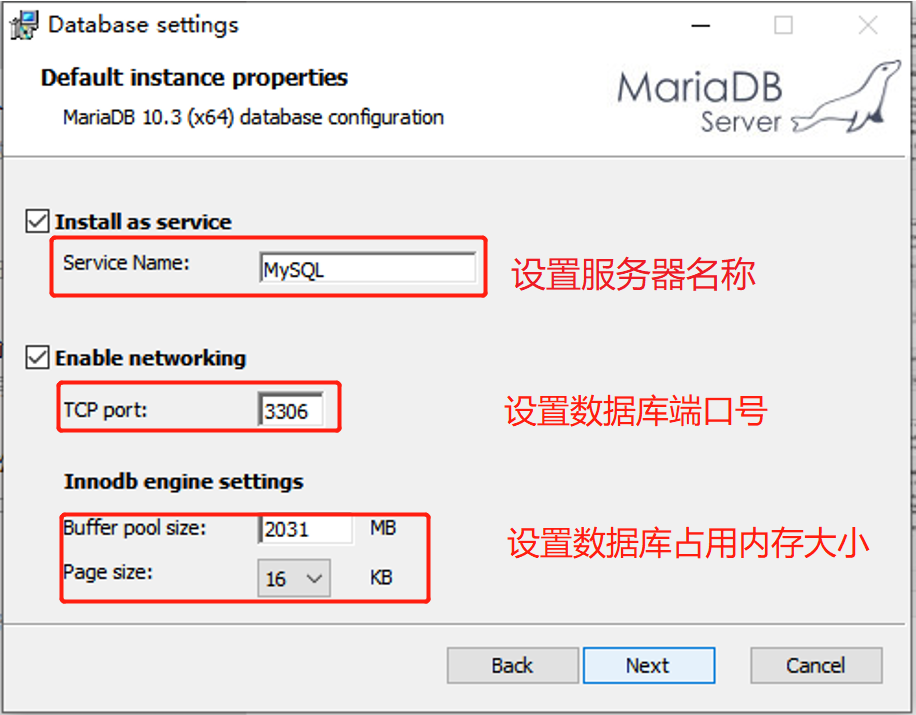 Database settings
Default instance properties
MariaDB 10.3 (x64) database configuration
MariaDB
Server
Install as service
Service Name: MySQL
设置服务器名称
Enable networking
TCP port: 3306
设置数据库端口号
Innodb engine settings
Buffer pool size: 2031 MB
设置数据库占用内存大小
Page size: 16 KB
Back Next Cancel